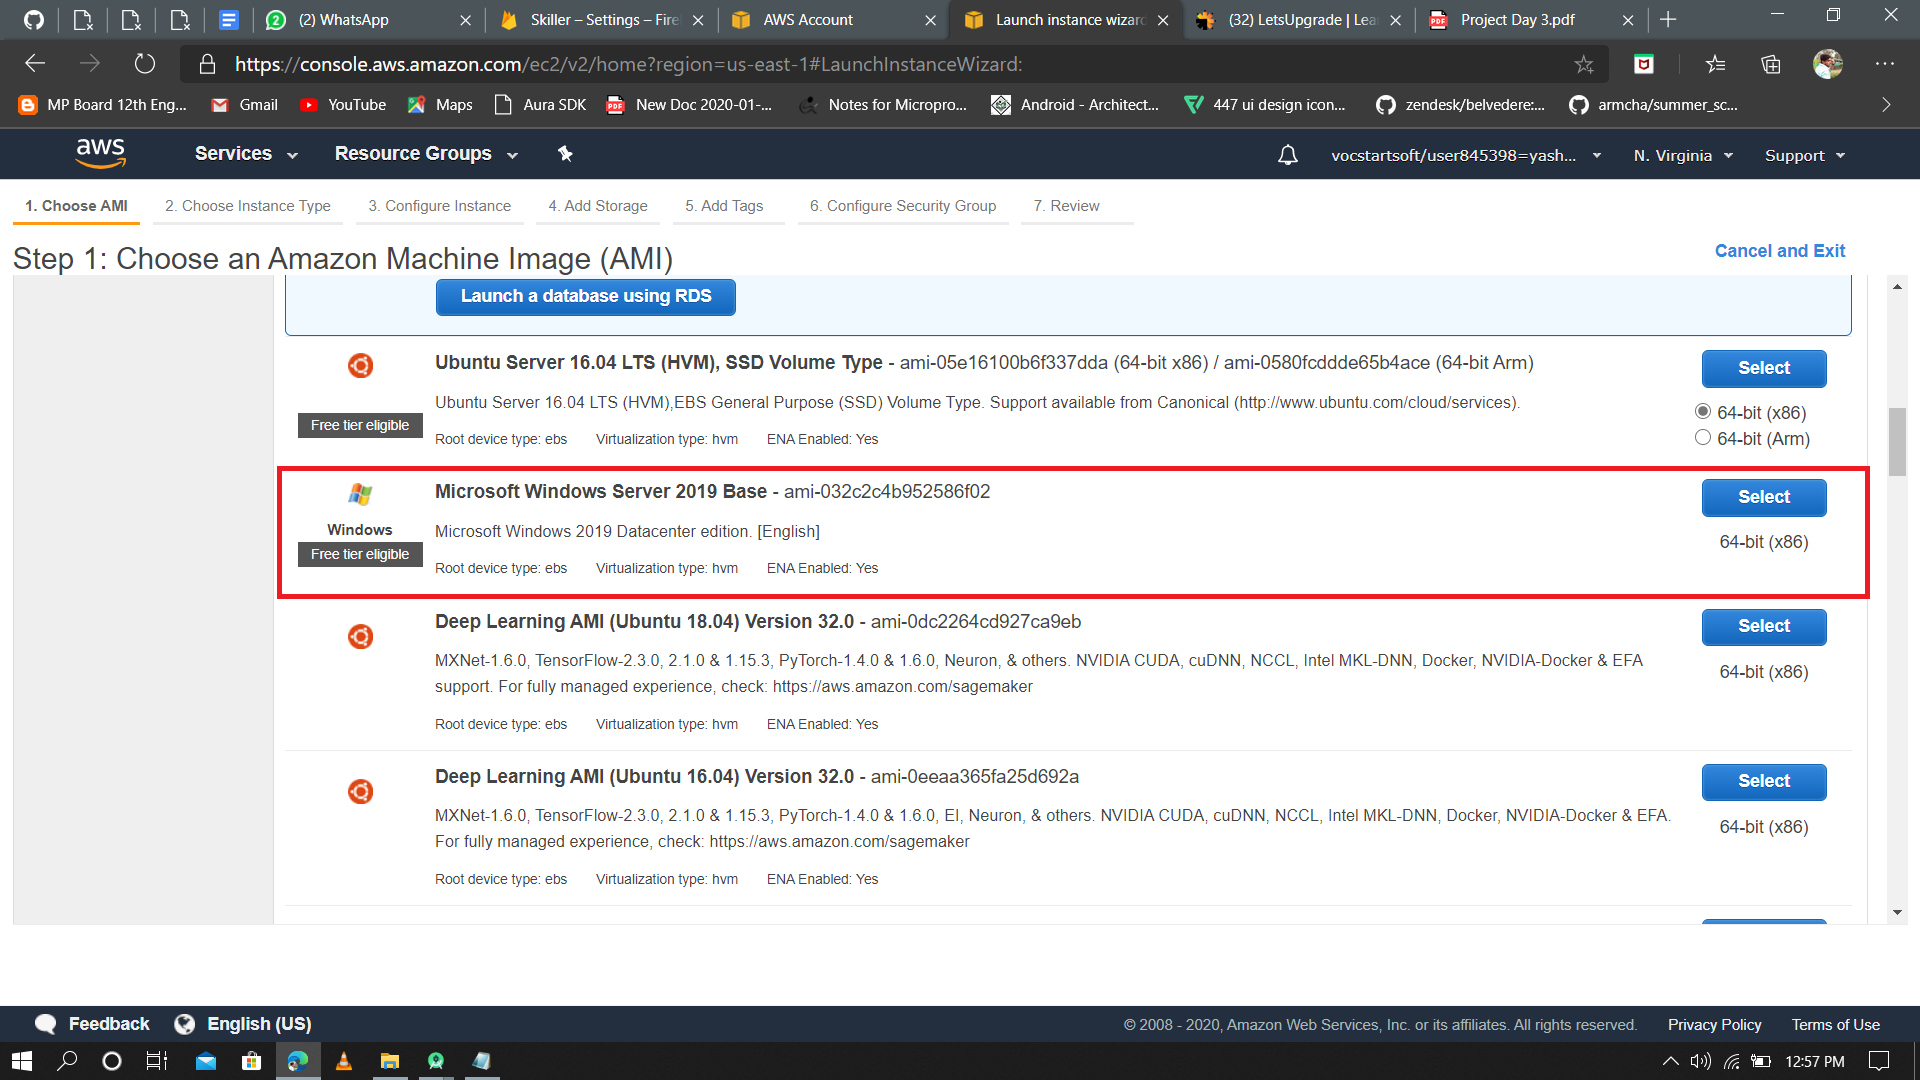 (2) WhatsApp
Skiller – Settings – Fire
AWS Account
Launch instance wizarc
(32) LetsUpgrade | Lea
Project Day 3.pdf
https://console.aws.amazon.com/ec2/v2/home?region=us-east-1#LaunchInstanceWizard:
MP Board 12th Eng...
Gmail
YouTube
Maps
Aura SDK
New Doc 2020-01-...
Notes for Micropro...
Android - Architect...
447 ui design icon...
zendesk/belvedere:...
armcha/summer_sc...
aws
Services
Resource Groups
vocstartsoft/user845398=yash...
N. Virginia
Support
1. Choose AMI
2. Choose Instance Type
3. Configure Instance
4. Add Storage
5. Add Tags
6. Configure Security Group
7. Review
Step 1: Choose an Amazon Machine Image (AMI)
Cancel and Exit
Launch a database using RDS
Ubuntu Server 16.04 LTS (HVM), SSD Volume Type - ami-05e16100b6f337dda (64-bit x86) / ami-0580fcddde65b4ace (64-bit Arm)
Select
Ubuntu Server 16.04 LTS (HVM),EBS General Purpose (SSD) Volume Type. Support available from Canonical (http://www.ubuntu.com/cloud/services).
64-bit (x86)
Free tier eligible
Root device type: ebs
Virtualization type: hvm
ENA Enabled: Yes
64-bit (Arm)
Microsoft Windows Server 2019 Base - ami-032c2c4b952586f02
Select
Windows
Microsoft Windows 2019 Datacenter edition. [English]
64-bit (x86)
Free tier eligible
Root device type: ebs
Virtualization type: hvm
ENA Enabled: Yes
Deep Learning AMI (Ubuntu 18.04) Version 32.0 - ami-0dc2264cd927ca9eb
Select
MXNet-1.6.0, TensorFlow-2.3.0, 2.1.0 & 1.15.3, PyTorch-1.4.0 & 1.6.0, Neuron, & others. NVIDIA CUDA, cuDNN, NCCL, Intel MKL-DNN, Docker, NVIDIA-Docker & EFA
support. For fully managed experience, check: https://aws.amazon.com/sagemaker
64-bit (x86)
Root device type: ebs
Virtualization type: hvm
ENA Enabled: Yes
Deep Learning AMI (Ubuntu 16.04) Version 32.0 - ami-0eeaa365fa25d692a
Select
MXNet-1.6.0, TensorFlow-2.3.0, 2.1.0 & 1.15.3, PyTorch-1.4.0 & 1.6.0, EI, Neuron, & others. NVIDIA CUDA, cuDNN, NCCL, Intel MKL-DNN, Docker, NVIDIA-Docker & EFA.
For fully managed experience, check: https://aws.amazon.com/sagemaker
64-bit (x86)
Root device type: ebs
Virtualization type: hvm
ENA Enabled: Yes
Feedback
English (US)
© 2008 - 2020, Amazon Web Services, Inc. or its affiliates. All rights reserved.
Privacy Policy
Terms of Use
12:57 PM